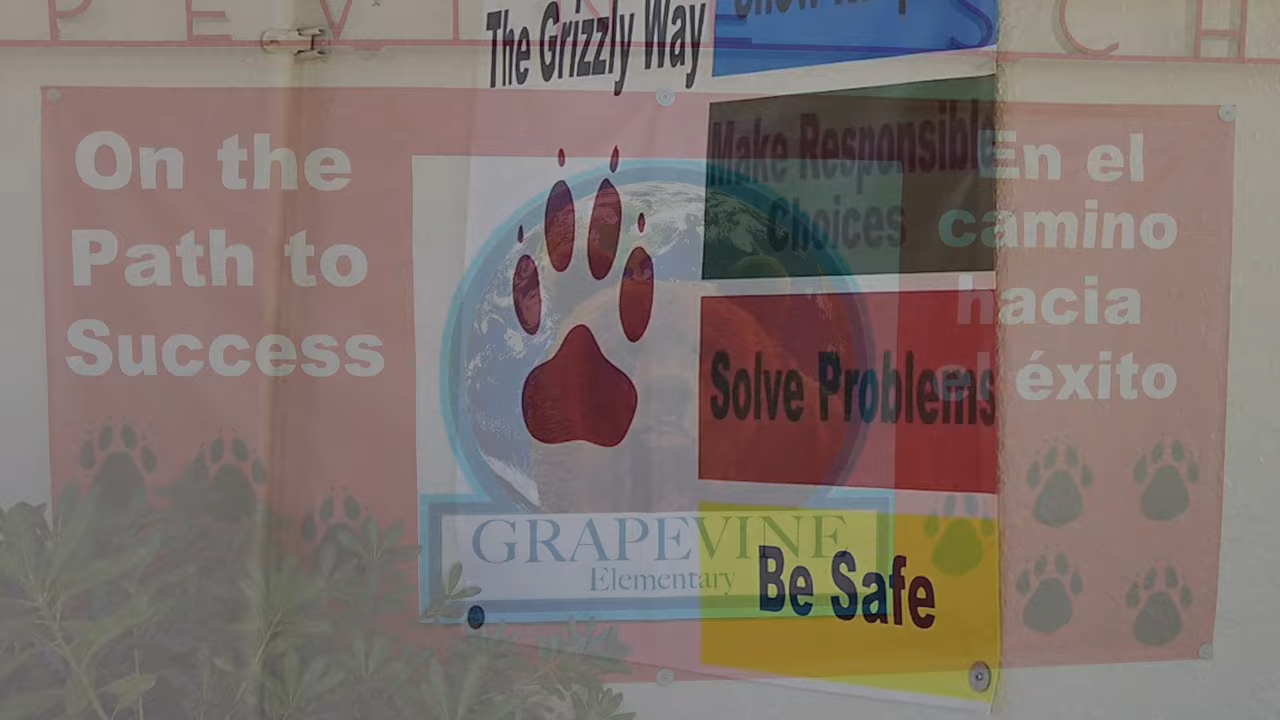 The Grizzly Way
Make Responsible
Choices
Solve Problems
Be Safe
On the
Path to
Success
En el
camino
hacia
el éxito
GRAPEVINE
Elementary